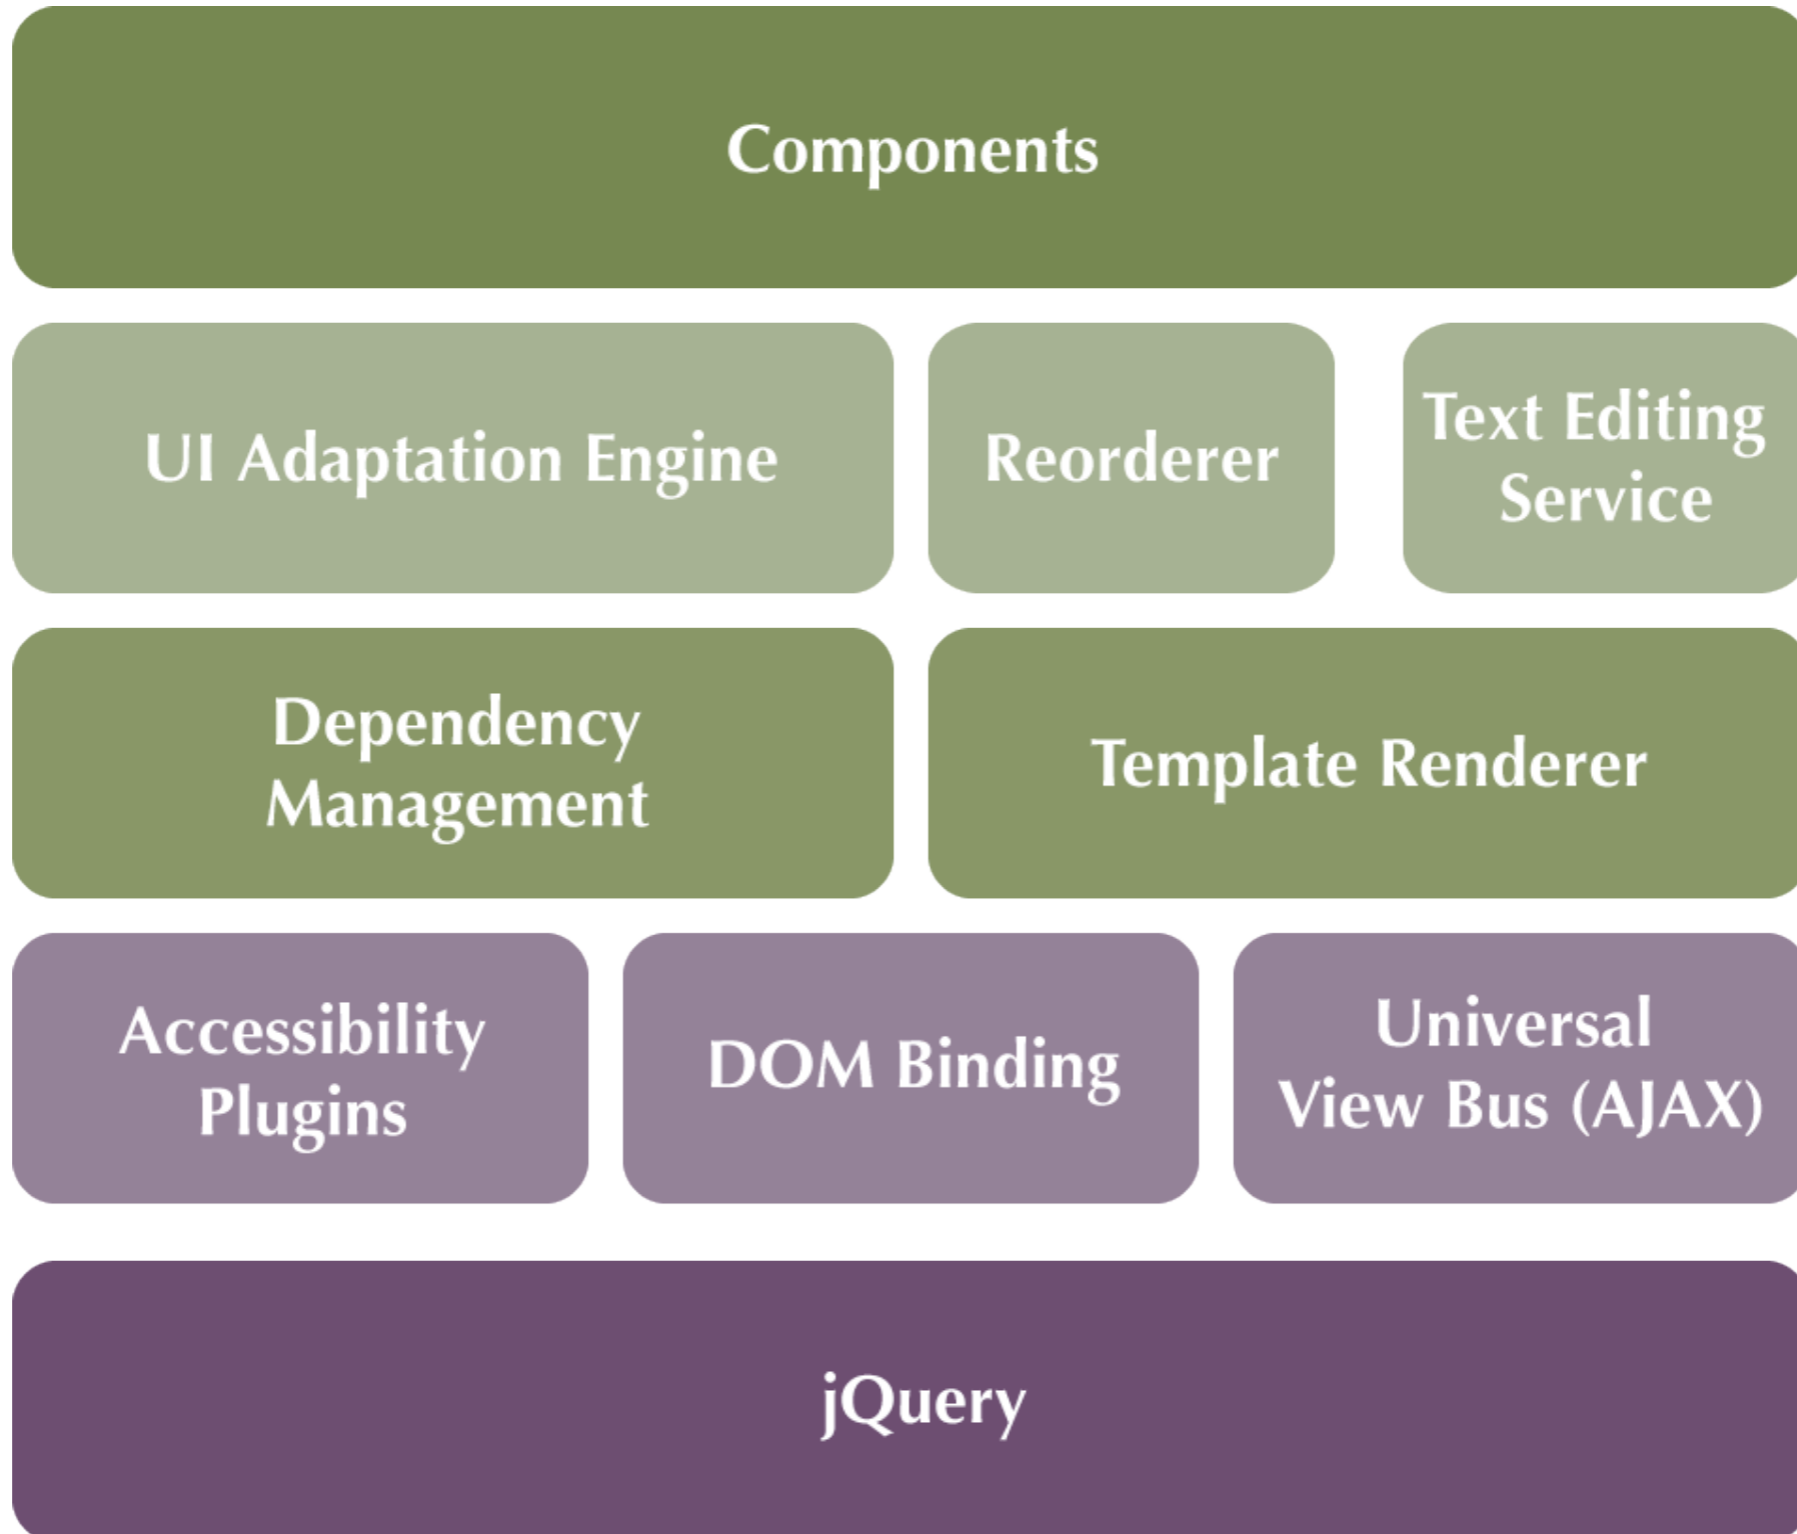 Components
UI Adaptation Engine
Reorderer
Text Editing
Service
Dependency
Management
Template Renderer
Accessibility
Plugins
DOM Binding
Universal
View Bus (AJAX)
jQuery